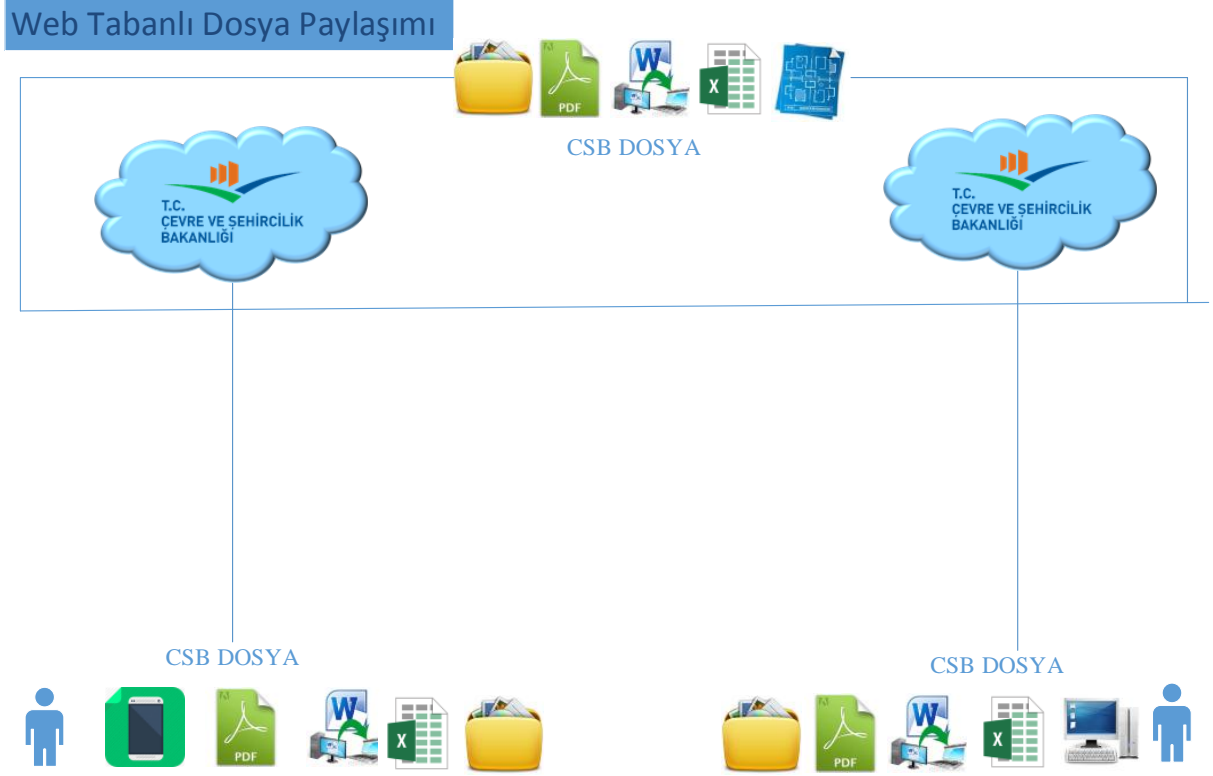 Web Tabanlı Dosya Paylaşımı
PDF
W
X
CSB DOSYA
T.C.
ÇEVRE VE ŞEHİRCİLİK
BAKANLIĞI
T.C.
ÇEVRE VE ŞEHİRCİLİK
BAKANLIĞI
CSB DOSYA
CSB DOSYA
PDF
W
X
PDF
W
X